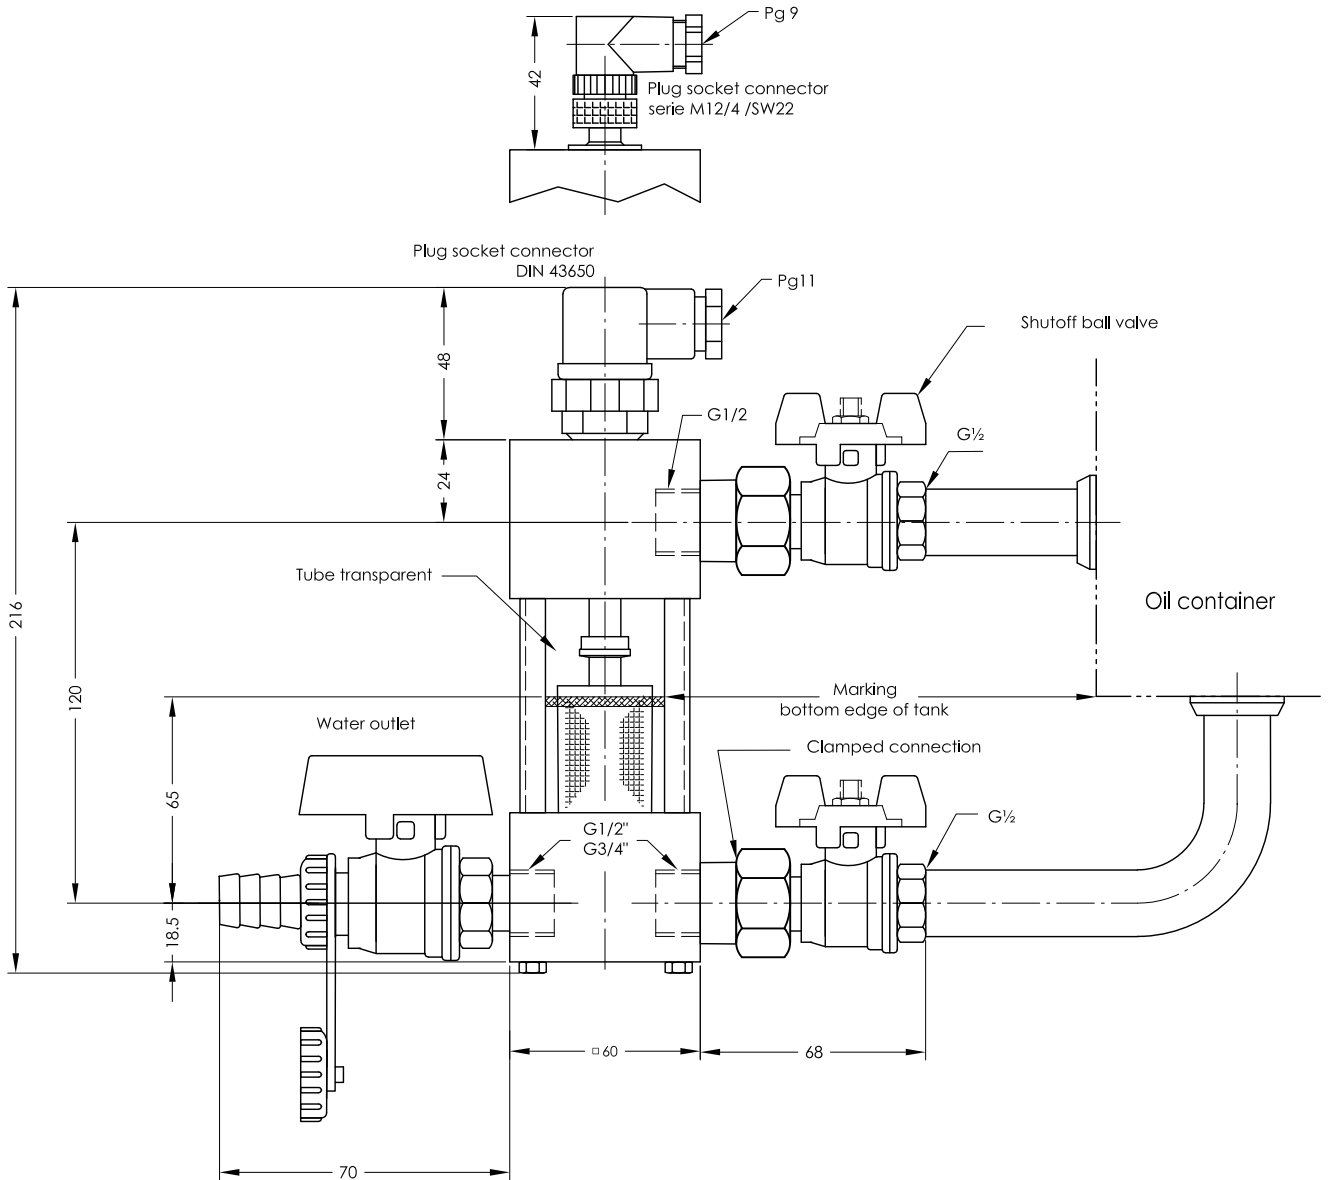 Pg 9
42
Plug socket connector
serie M12/4 /SW22
Plug socket connector
DIN 43650
Pg11
Shutoff ball valve
48
G1/2
G½
24
Tube transparent
216
Oil container
120
Marking
bottom edge of tank
Water outlet
Clamped connection
65
G1/2"
G3/4"
G½
18.5
□ 60
68
70